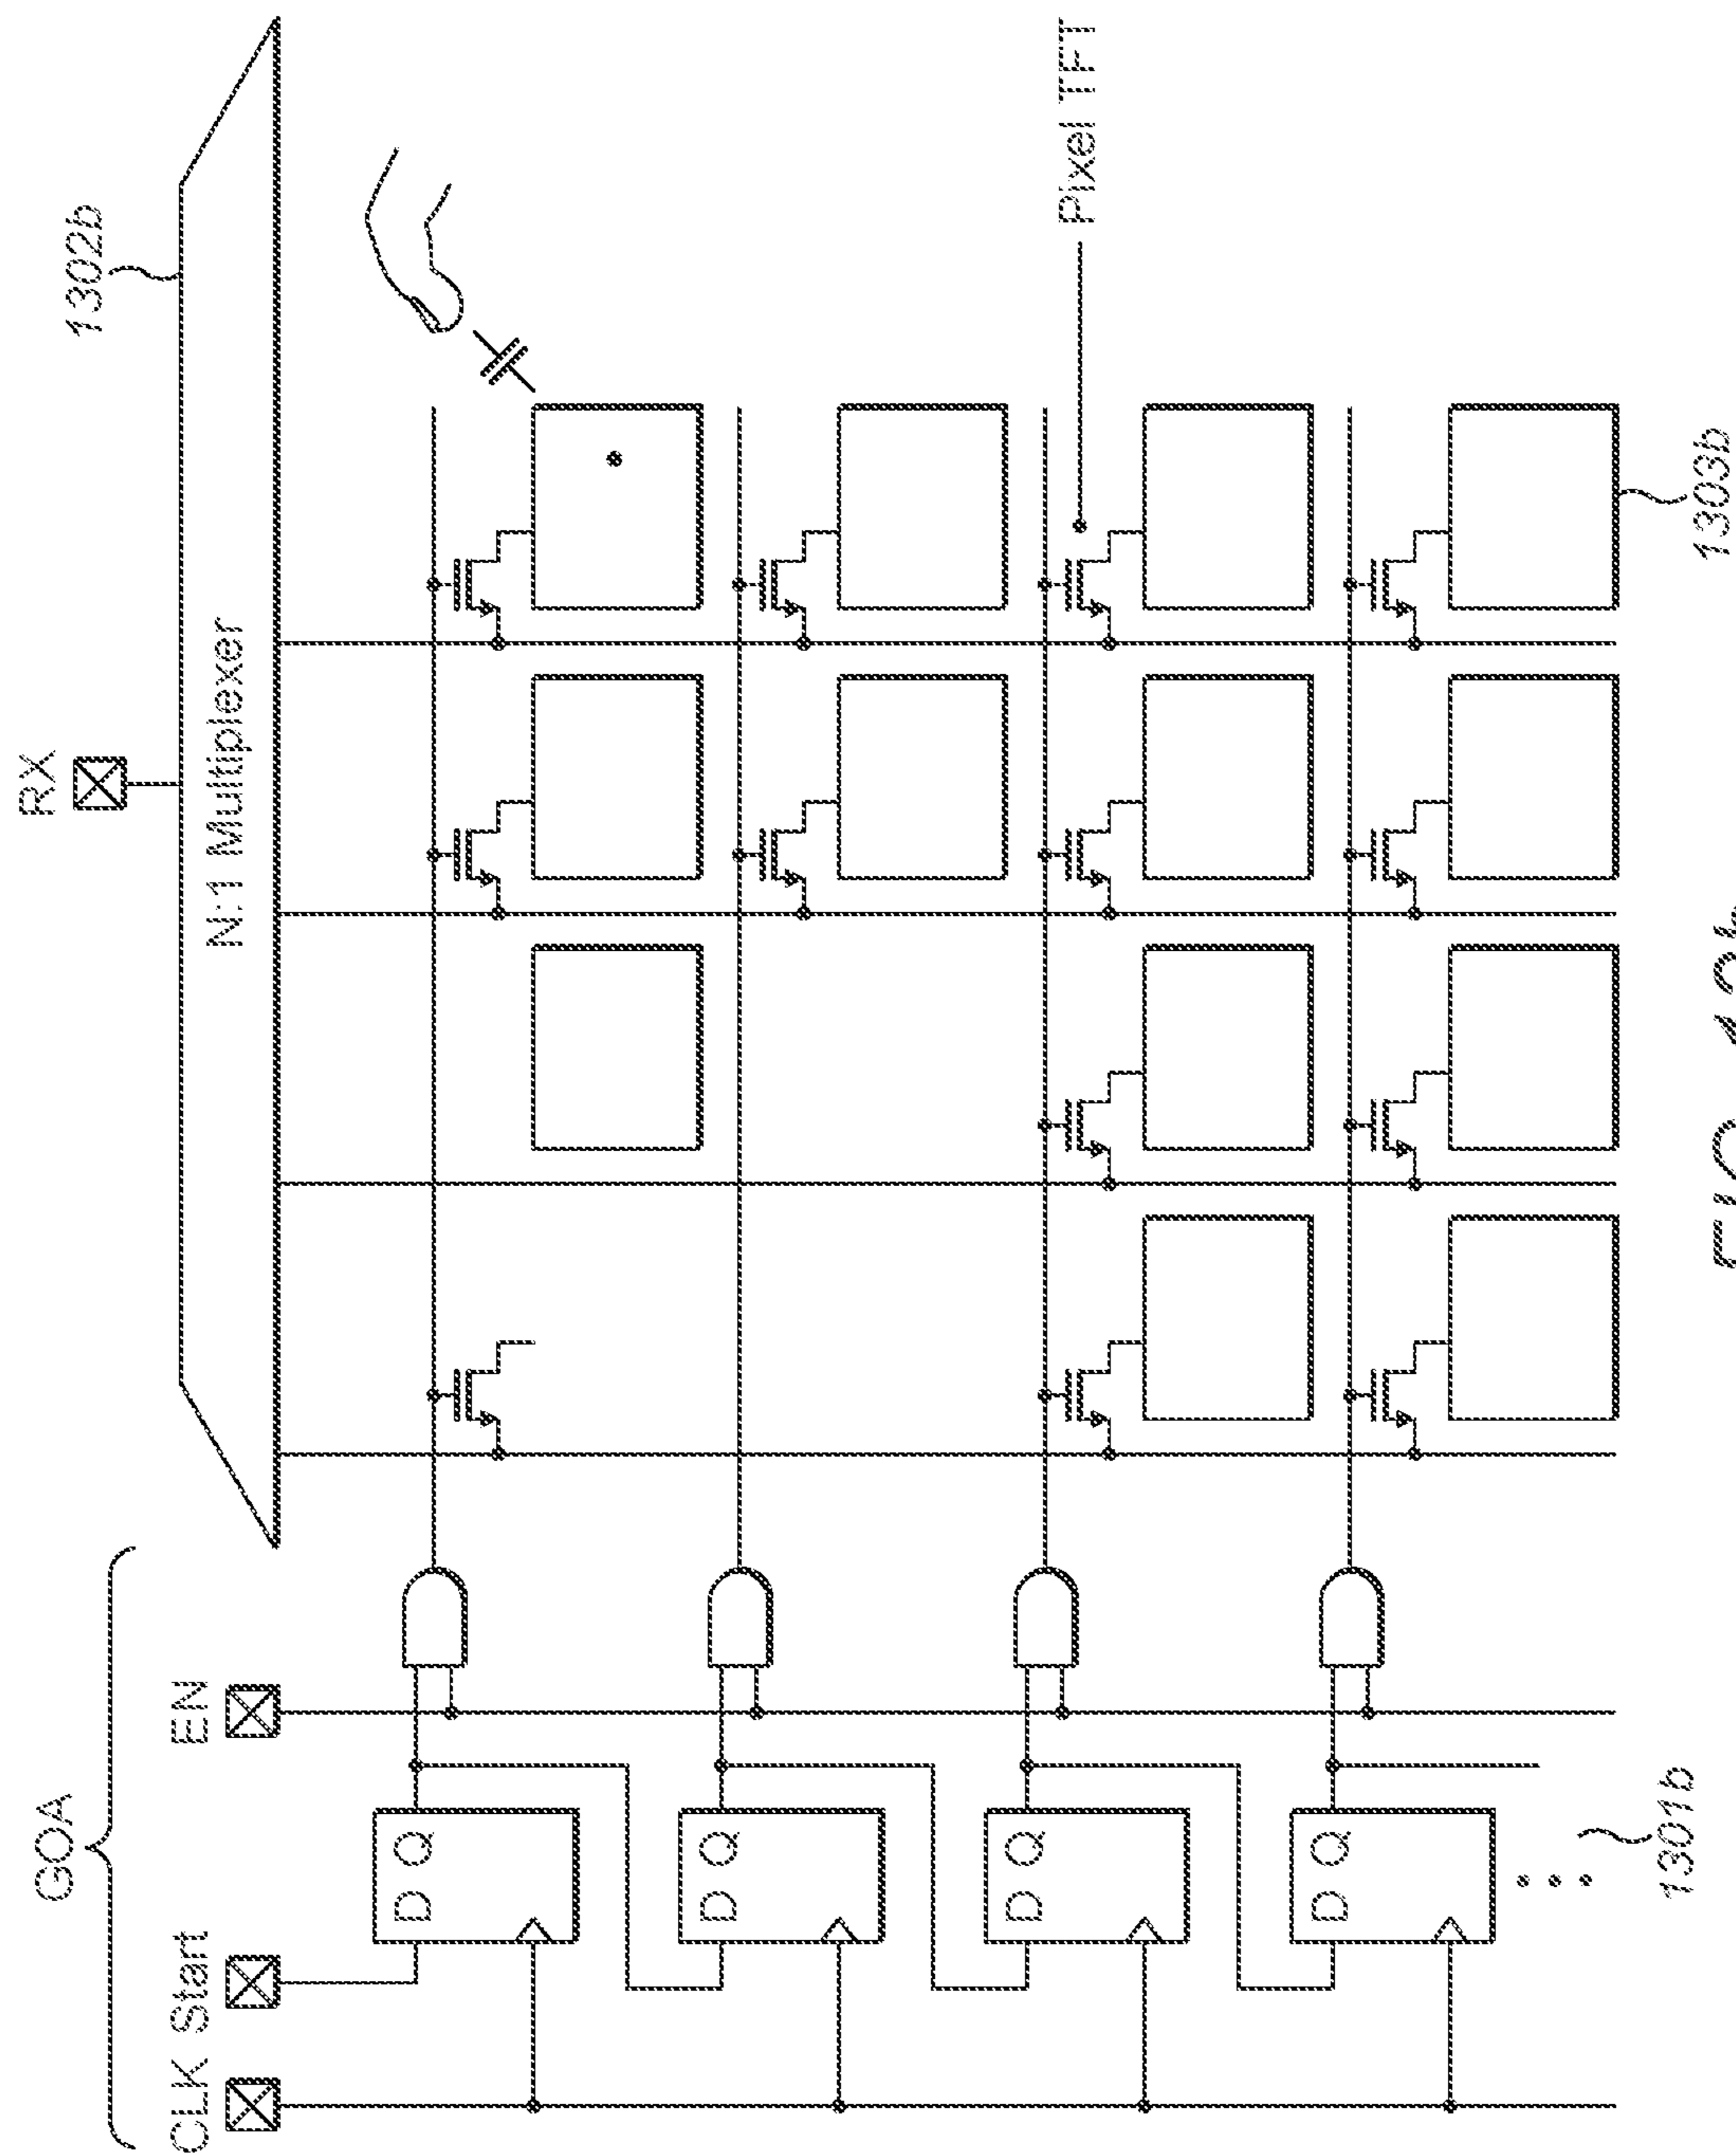 GOA
RX
1302b
CLK Start EN
N:1 Multiplexer
D Q
D Q
D Q
Pixel TFT
D Q
1301b
1303b